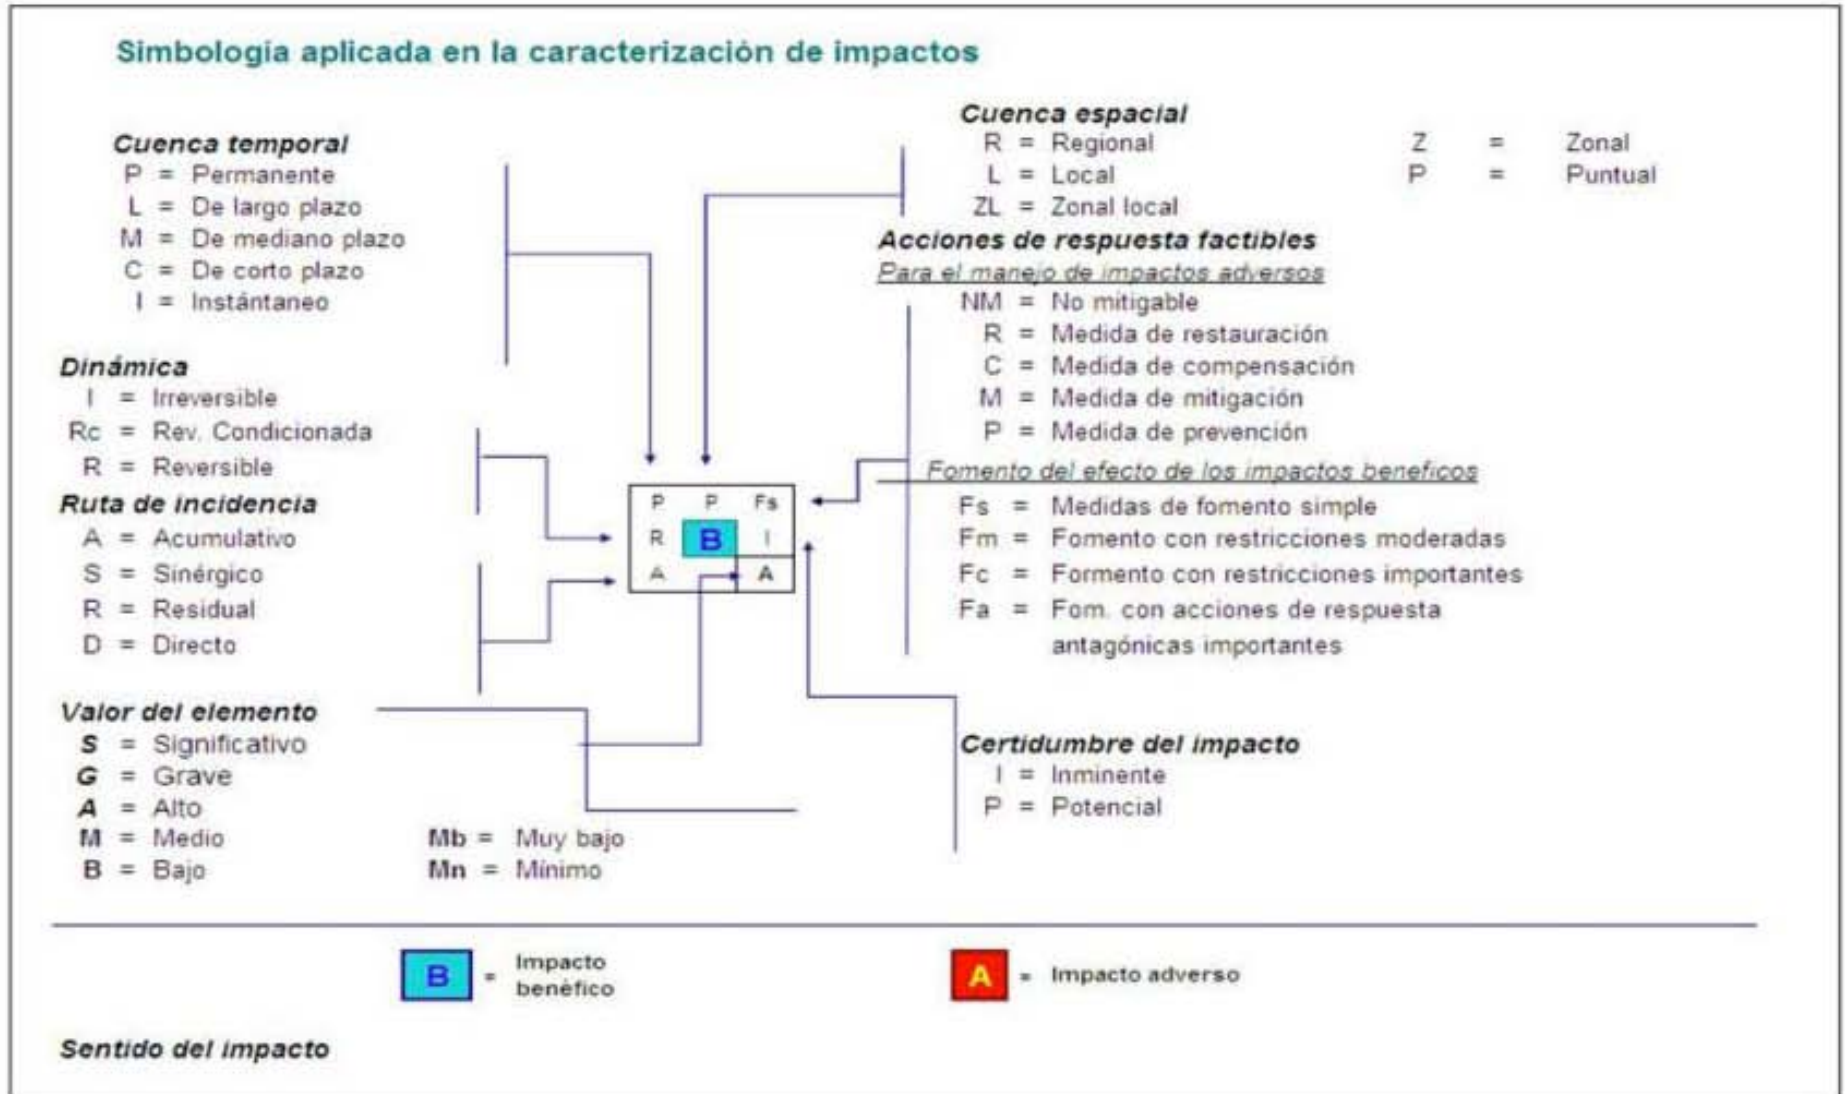 Simbología aplicada en la caracterización de impactos
Cuenca temporal
P = Permanente
L = De largo plazo
M = De mediano plazo
C = De corto plazo
I = Instántaneo
Dinámica
I = Irreversible
Rc = Rev. Condicionada
R = Reversible
Ruta de incidencia
A = Acumulativo
S = Sinérgico
R = Residual
D = Directo
Valor del elemento
S = Significativo
G = Grave
A = Alto
M = Medio
B = Bajo
Mb = Muy bajo
Mn = Mínimo
P P Fs
R B I
A A
Cuenca espacial
R = Regional Z = Zonal
L = Local P = Puntual
ZL = Zonal local
Acciones de respuesta factibles
Para el manejo de impactos adversos
NM = No mitigable
R = Medida de restauración
C = Medida de compensación
M = Medida de mitigación
P = Medida de prevención
Fomento del efecto de los impactos beneficos
Fs = Medidas de fomento simple
Fm = Fomento con restricciones moderadas
Fc = Formento con restricciones importantes
Fa = Fom. con acciones de respuesta
antagónicas importantes
Certidumbre del impacto
I = Inminente
P = Potencial
B = Impacto
benéfico
A = Impacto adverso
Sentido del impacto